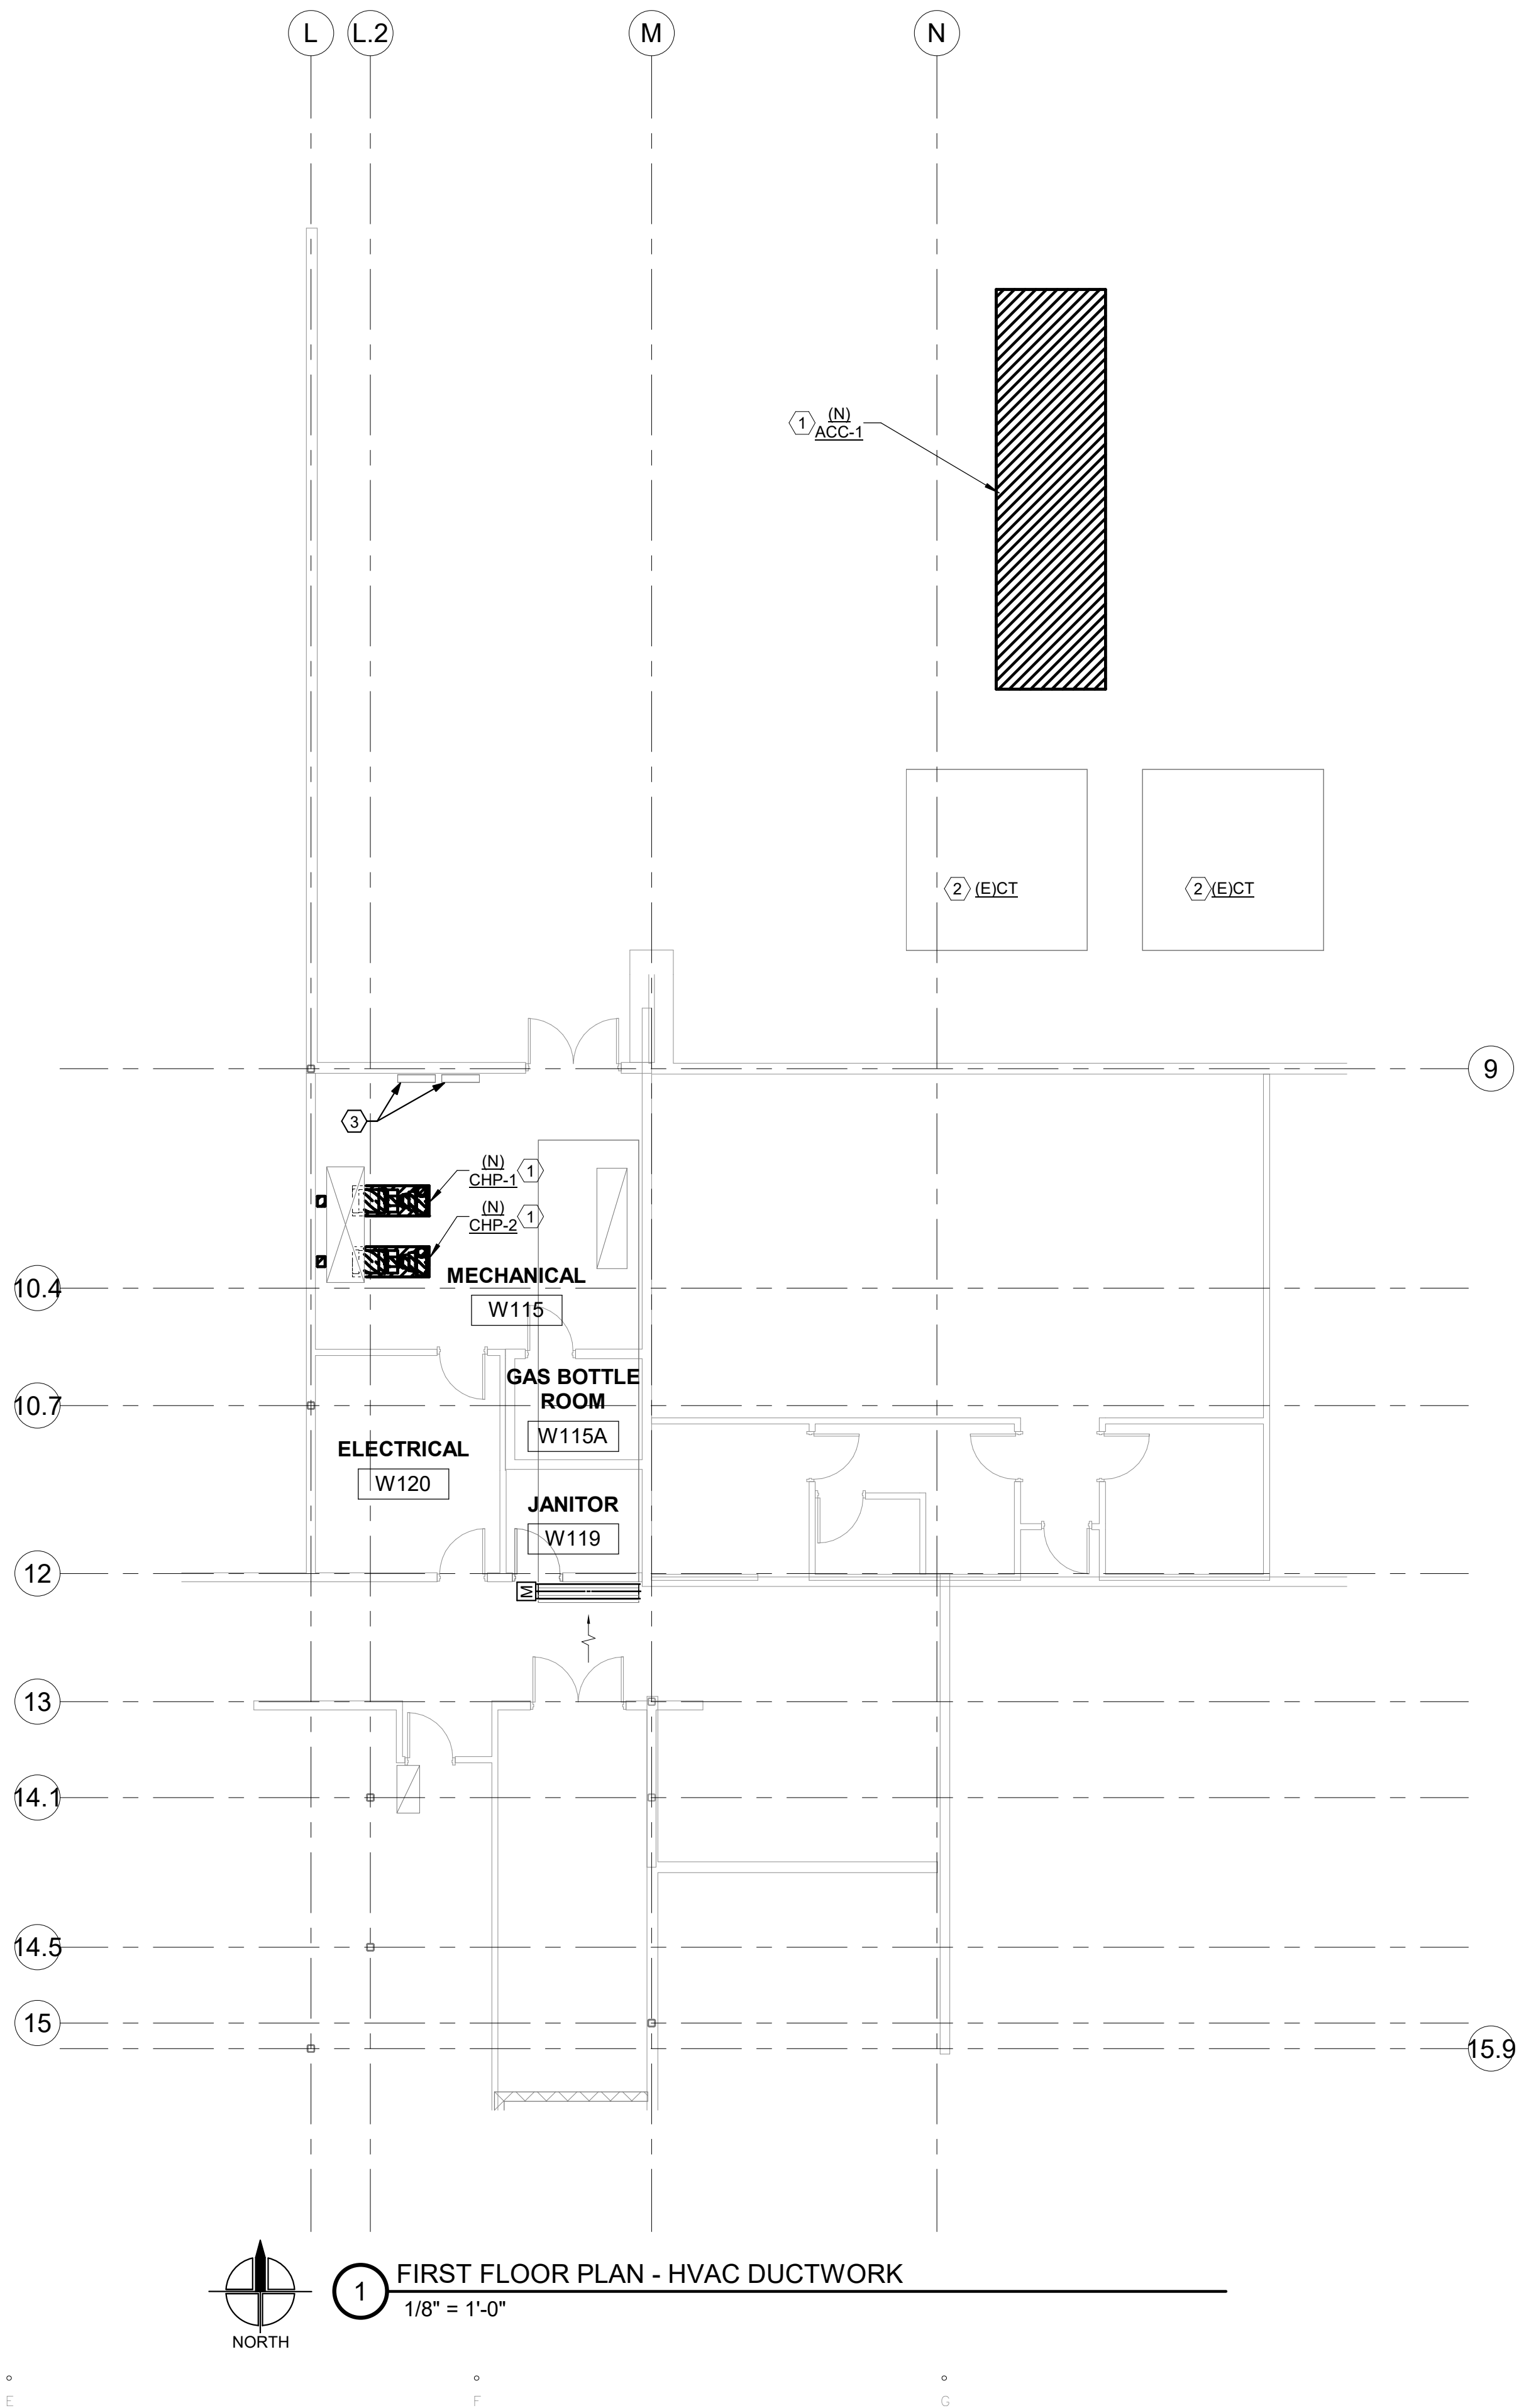 L
L.2
M
N
1
(N)
ACC-1
2
(E)CT
2
(E)CT
9
3
(N)
CHP-1
1
(N)
CHP-2
1
MECHANICAL
W115
10.4
GAS BOTTLE
ROOM
W115A
10.7
ELECTRICAL
W120
JANITOR
W119
12
M
13
14.1
14.5
15
15.9
1
FIRST FLOOR PLAN - HVAC DUCTWORK
1/8" = 1'-0"
NORTH
E
F
G